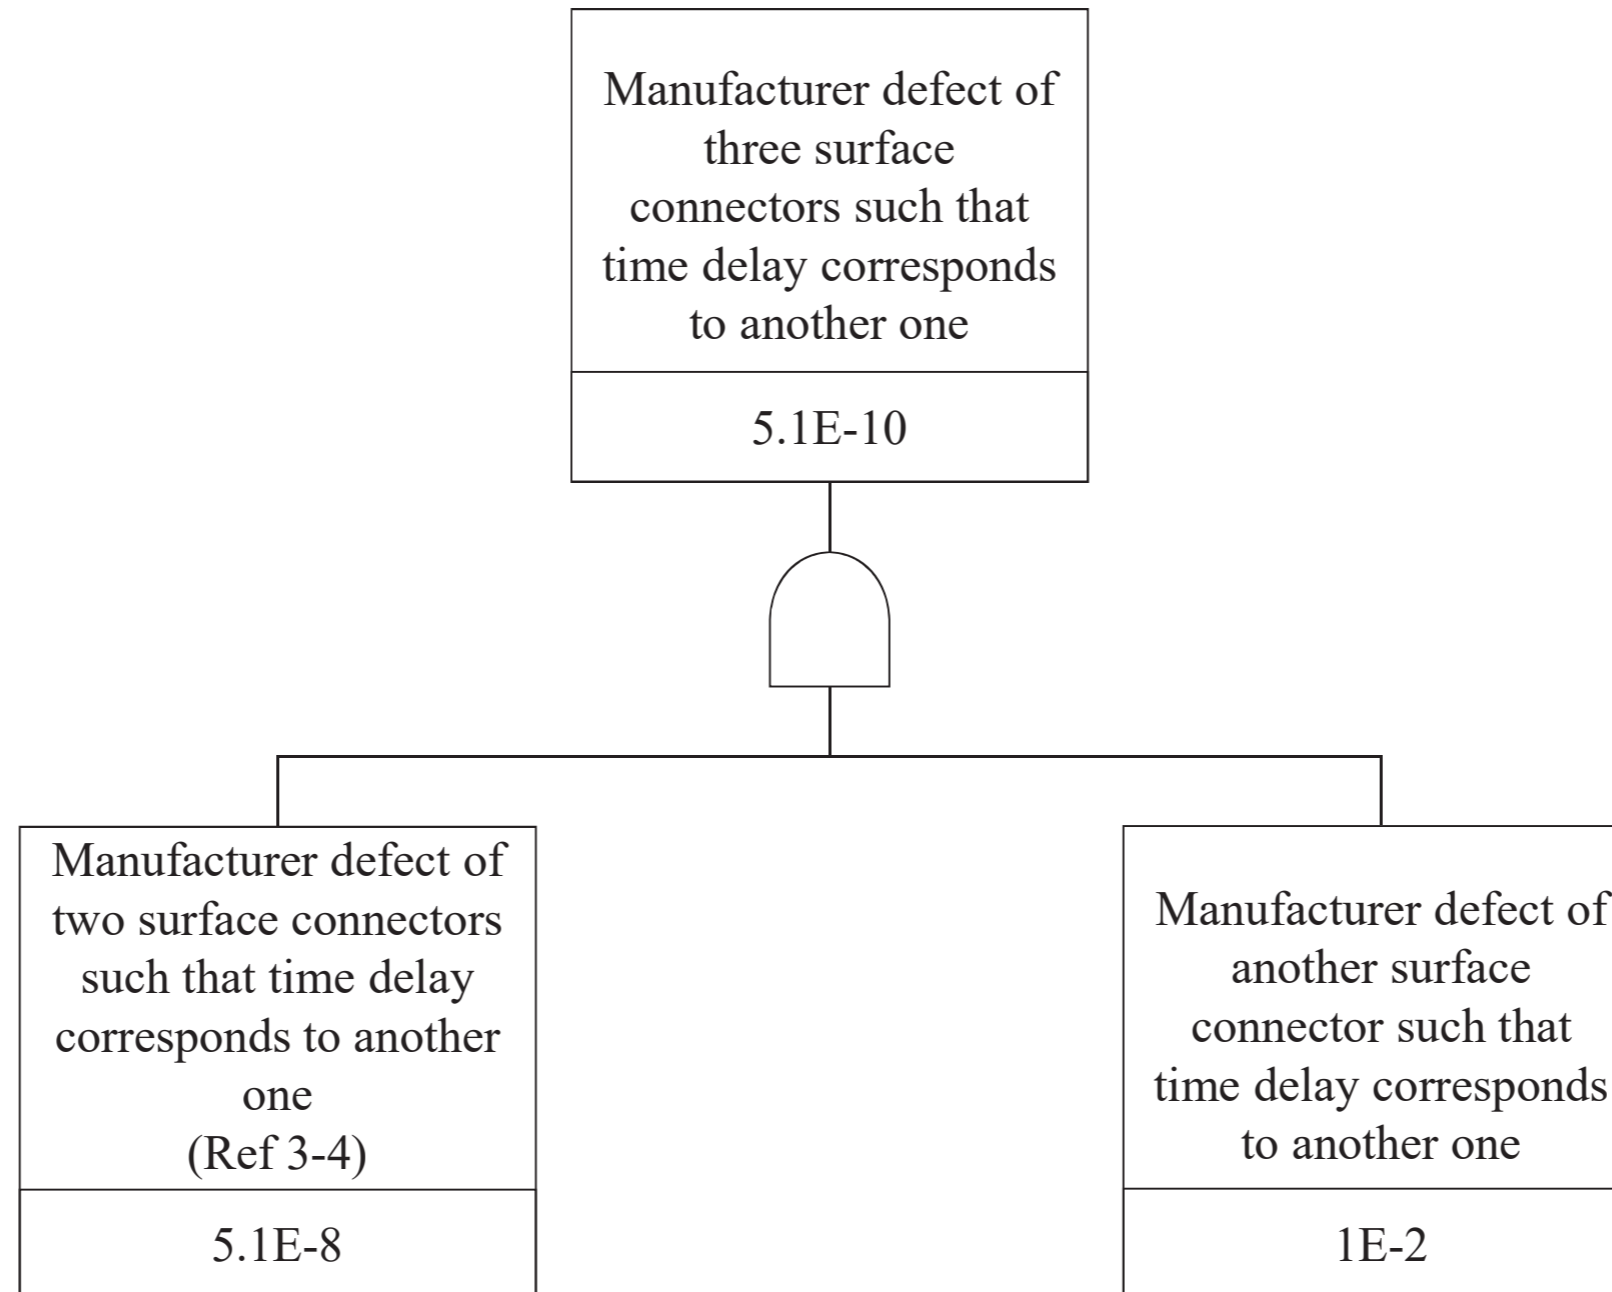 Manufacturer defect of
three surface
connectors such that
time delay corresponds
to another one
5.1E-10
Manufacturer defect of
two surface connectors
such that time delay
corresponds to another
one
(Ref 3-4)
5.1E-8
Manufacturer defect of
another surface
connector such that
time delay corresponds
to another one
1E-2